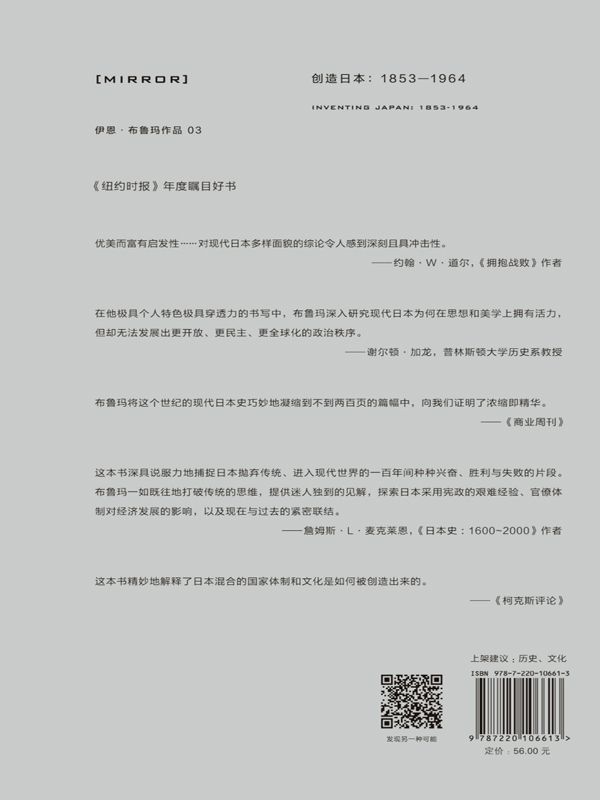 [MIRROR]
创造日本：1853—1964
INVENTING JAPAN: 1853-1964
伊恩·布鲁玛作品 03
《纽约时报》年度瞩目好书
优美而富有启发性……对现代日本多样面貌的综论令人感到深刻且具冲击性。
——约翰·W·道尔，《拥抱战败》作者
在他极具个人特色极具穿透力的书写中，布鲁玛深入研究现代日本为何在思想和美学上拥有活力，
但却无法发展出更开放、更民主、更全球化的政治秩序。
——谢尔顿·加龙，普林斯顿大学历史系教授
布鲁玛将这个世纪的现代日本史巧妙地凝缩到不到两百页的篇幅中，向我们证明了浓缩即精华。
——《商业周刊》
这本书深具说服力地捕捉日本抛弃传统、进入现代世界的一百年间种种兴奋、胜利与失败的片段。
布鲁玛一如既往地打破传统的思维，提供迷人独到的见解，探索日本采用宪政的艰难经验、官僚体
制对经济发展的影响，以及现在与过去的紧密联结。
——詹姆斯·L·麦克莱恩，《日本史：1600~2000》作者
这本书精妙地解释了日本混合的国家体制和文化是如何被创造出来的。
——《柯克斯评论》
上架建议：历史、文化
ISBN 978-7-220-10661-3
9 787220 106613 >
发现另一种可能
定价：56.00 元